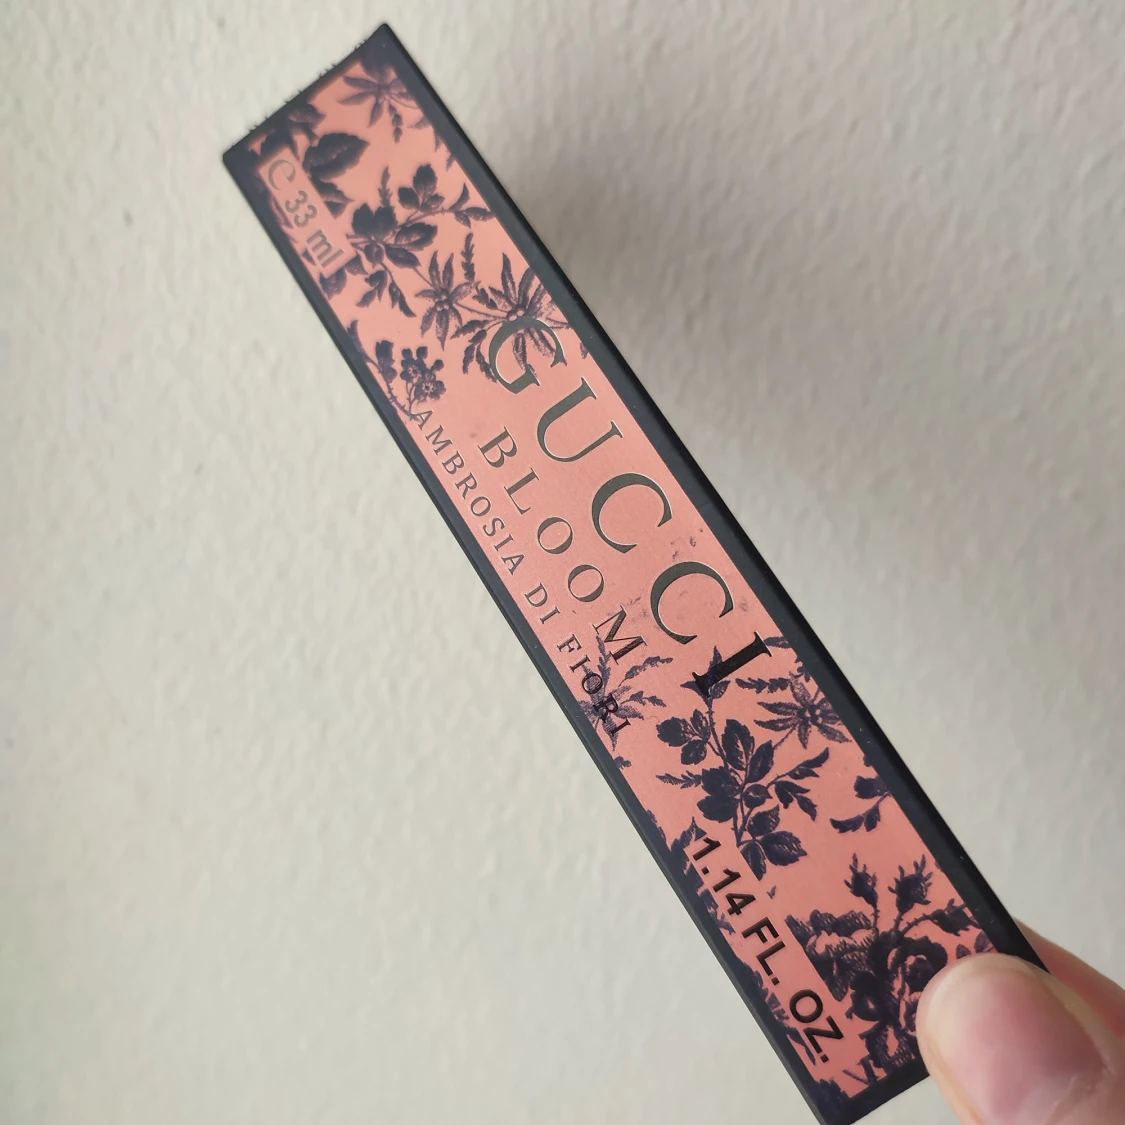 ℮ 33 ml
GUCCI
BLOOM
AMBROSIA DI FIORI
1.14 FL. OZ.